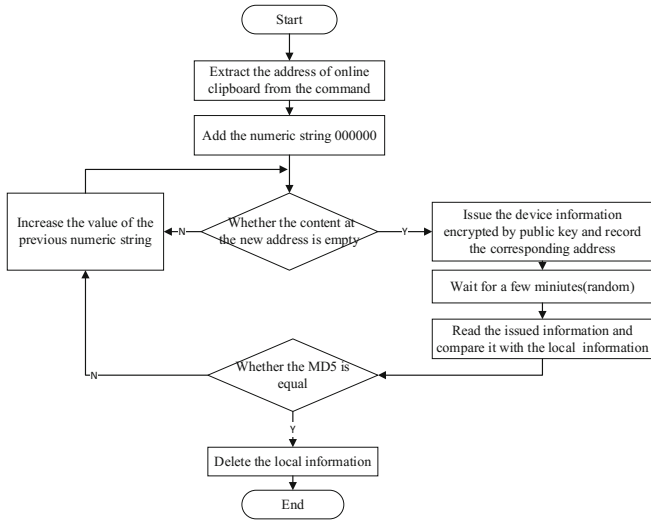 Start
Extract the address of online
clipboard from the command
Add the numeric string 000000
Increase the value of the
previous numeric string
N
Whether the content at
the new address is empty
Y
Issue the device information
encrypted by public key and record
the corresponding address
Wait for a few miniutes(random)
Read the issued information and
compare it with the local information
Whether the MD5 is
equal
N
Y
Delete the local information
End